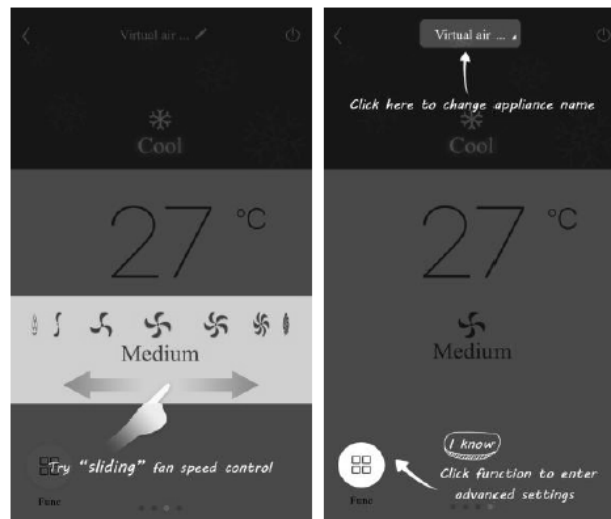 Virtual air ...
Cool
27 °C
Medium
Try “sliding” fan speed control
Func
Virtual air ...
Click here to change appliance name
Cool
27 °C
Medium
I know
Click function to enter
advanced settings
Func